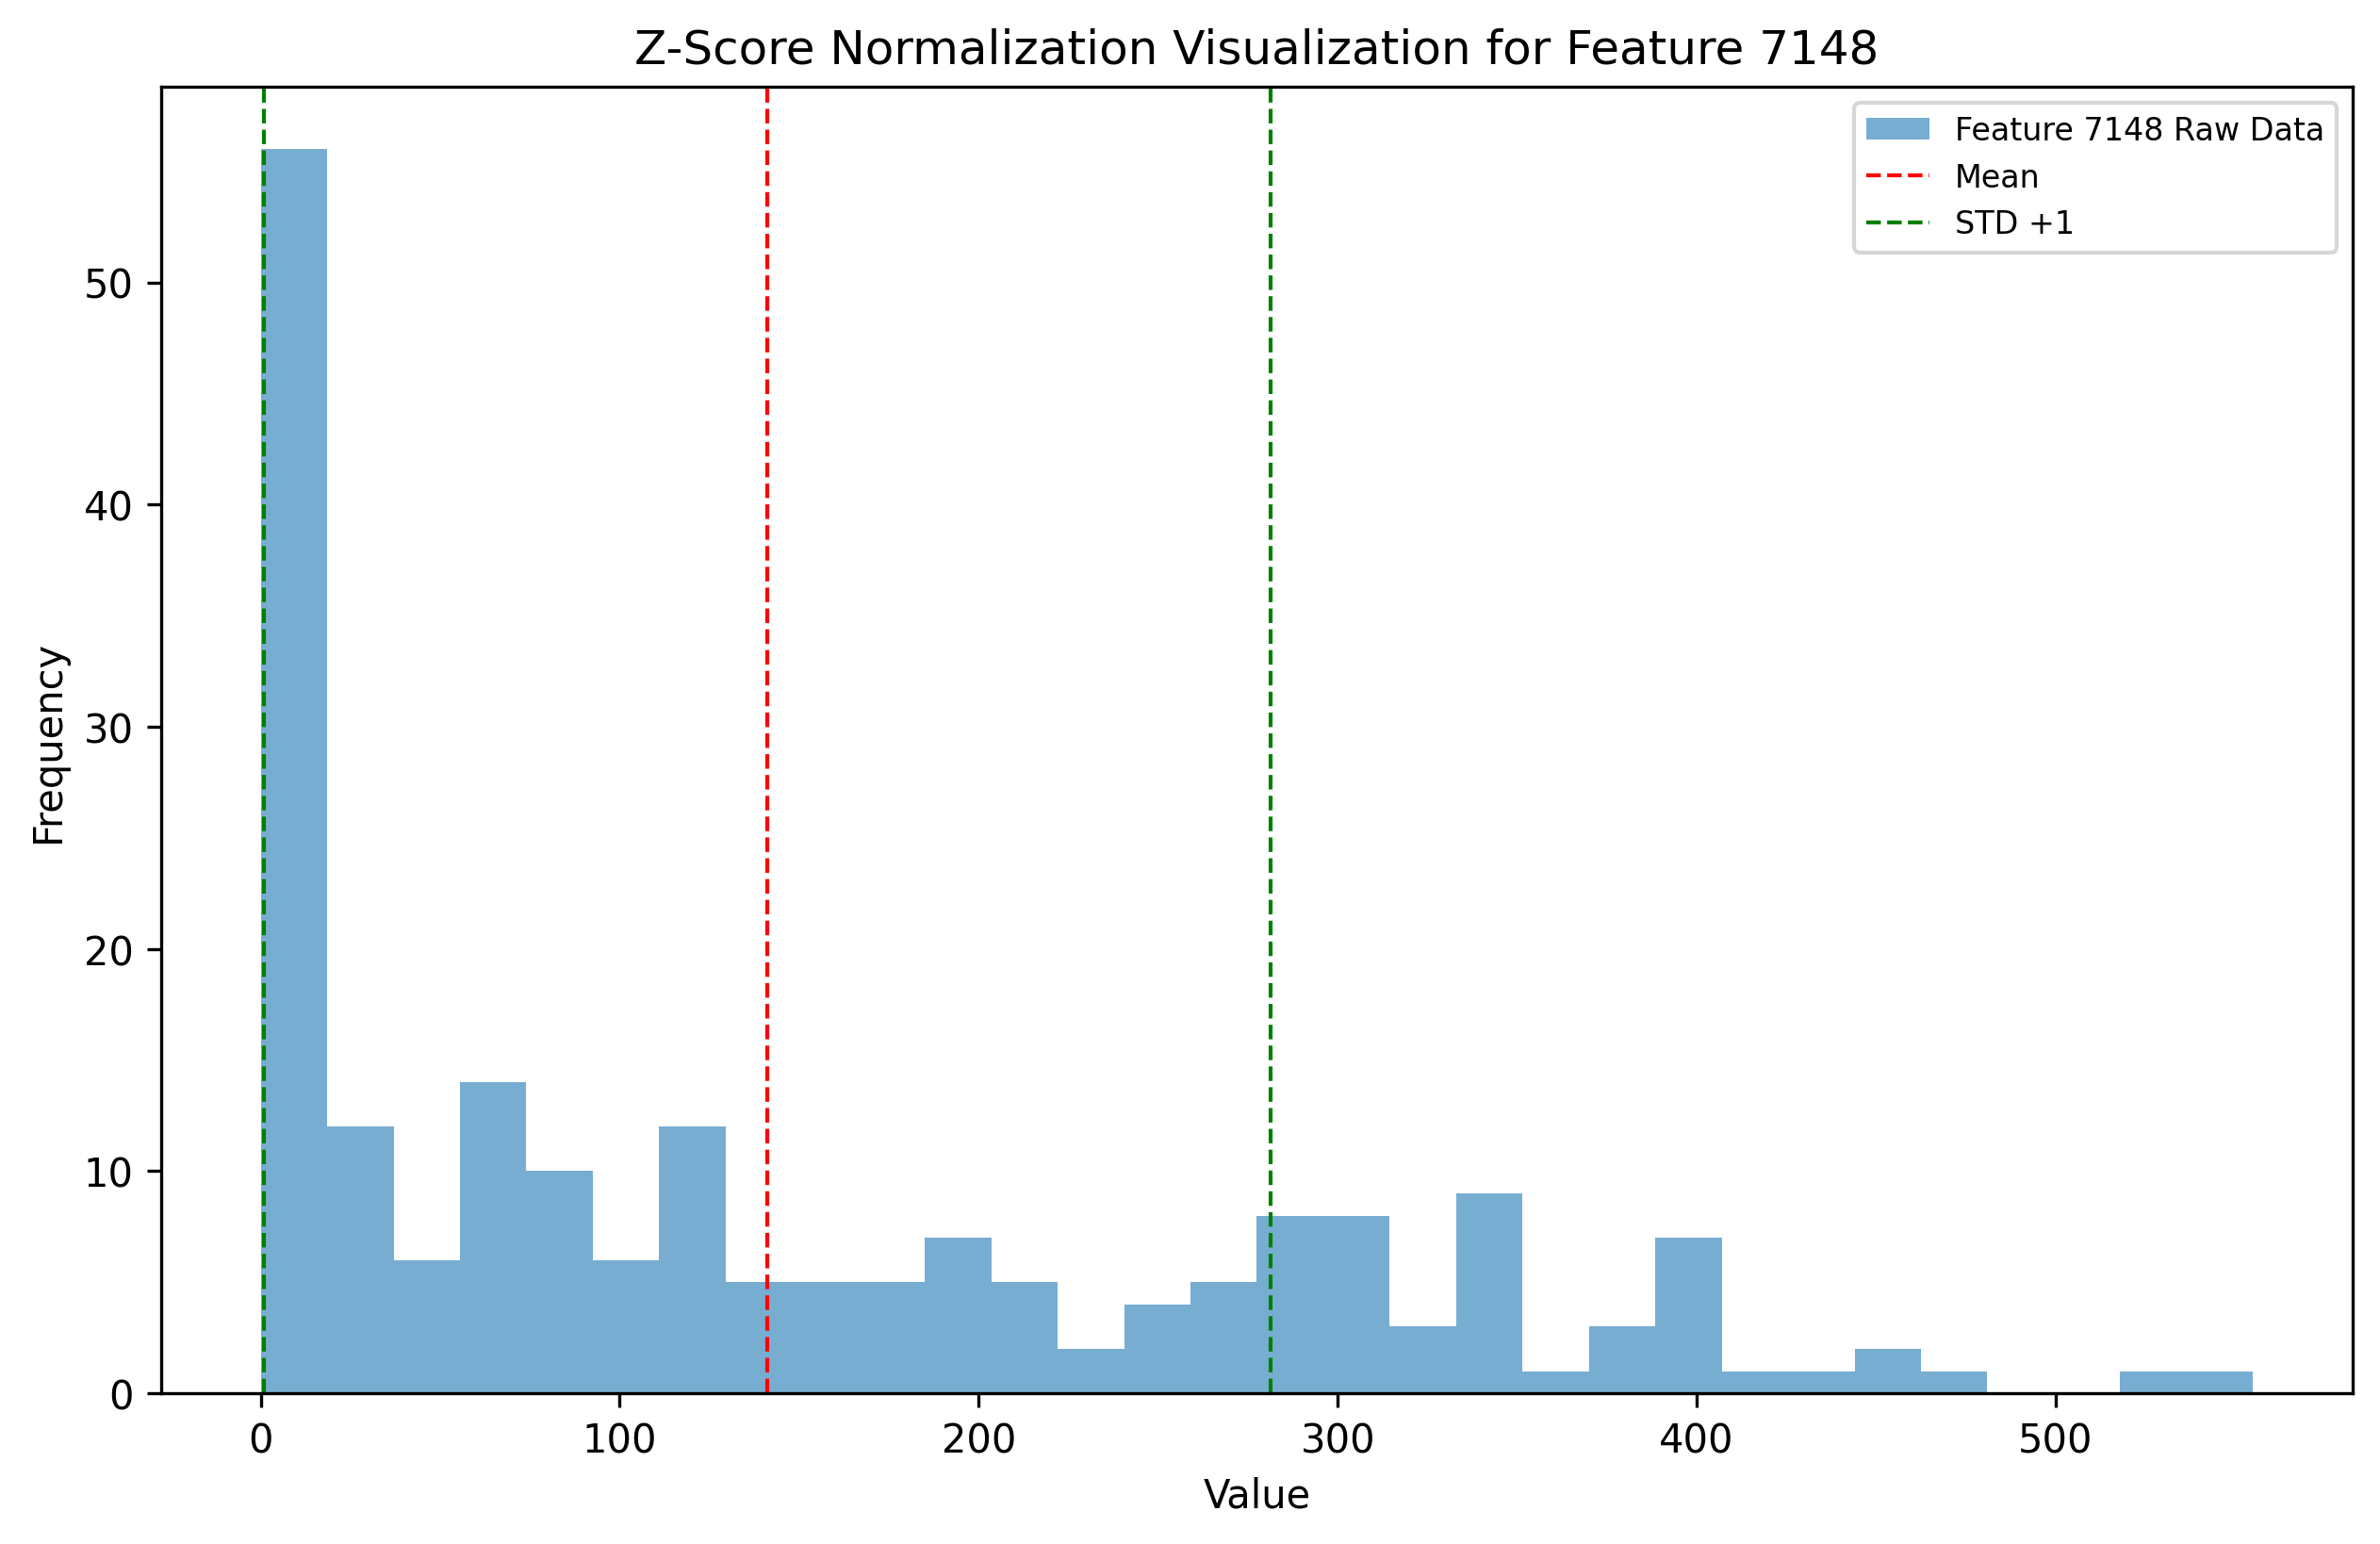 Z-Score Normalization Visualization for Feature 7148
Feature 7148 Raw Data
Mean
STD +1
Frequency
50
40
30
20
10
0
0 100 200 300 400 500
Value